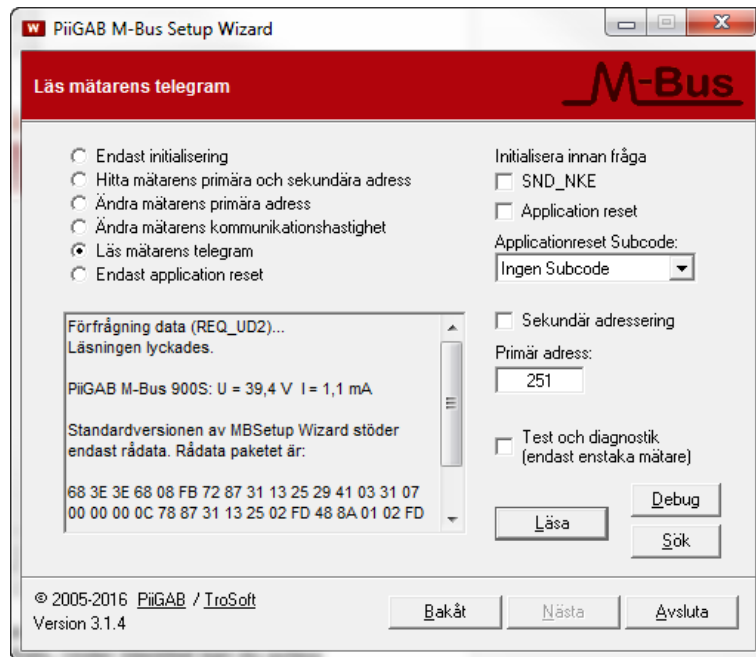 PiiGAB M-Bus Setup Wizard
Läs mätarens telegram
M-Bus
Endast initialisering
Hitta mätarens primära och sekundära adress
Ändra mätarens primära adress
Ändra mätarens kommunikationshastighet
Läs mätarens telegram
Endast application reset
Initialisera innan fråga
SND_NKE
Application reset
Applicationreset Subcode:
Ingen Subcode
Förfrågning data (REQ_UD2)...
Läsningen lyckades.
PiiGAB M-Bus 900S: U = 39,4 V  I = 1,1 mA
Standardversionen av MBSetup Wizard stöder
endast rådata. Rådata paketet är:
68 3E 3E 68 08 FB 72 87 31 13 25 29 41 03 31 07
00 00 00 0C 78 87 31 13 25 02 FD 48 8A 01 02 FD
Sekundär adressering
Primär adress:
251
Test och diagnostik
(endast enstaka mätare)
Läsa
Debug
Sök
© 2005-2016 PiiGAB / TroSoft
Version 3.1.4
Bakåt
Nästa
Avsluta